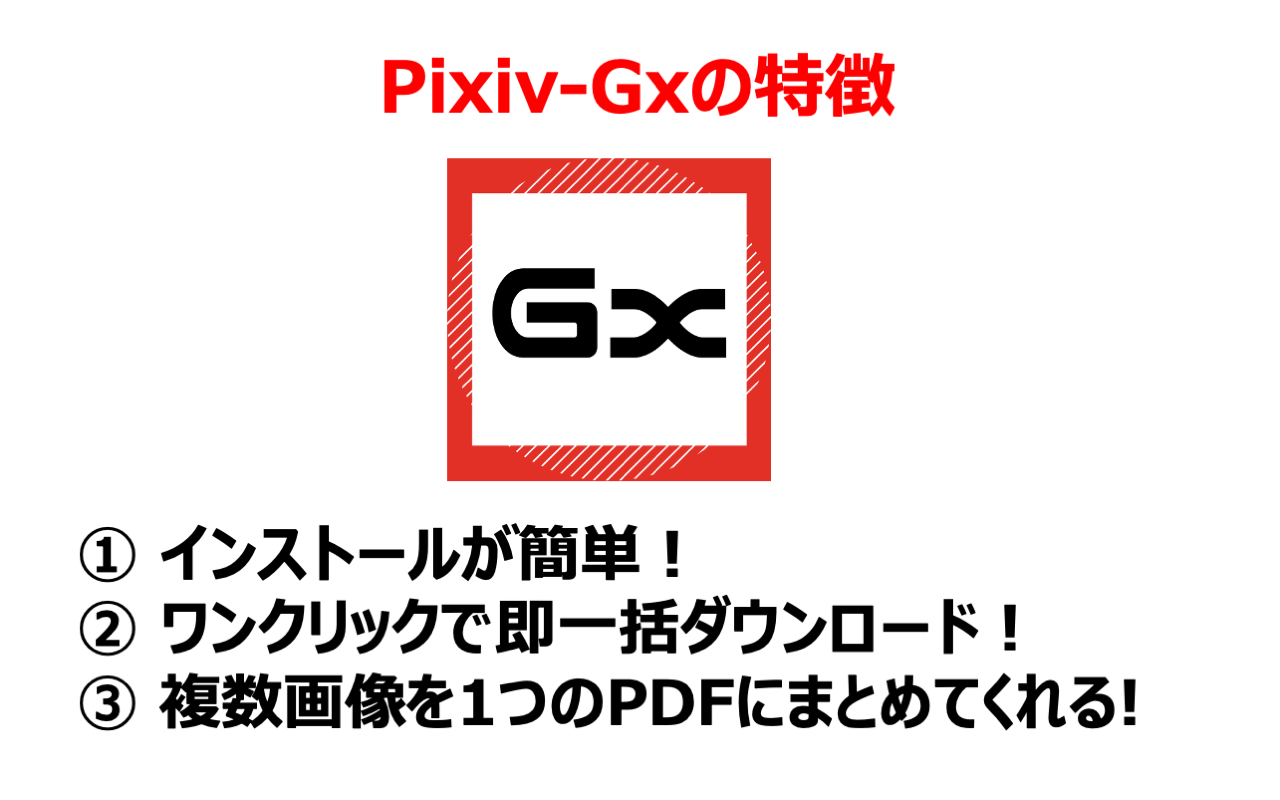 Pixiv-Gxの特徴
Gx
① インストールが簡単！
② ワンクリックで即一括ダウンロード！
③ 複数画像を1つのPDFにまとめてくれる!